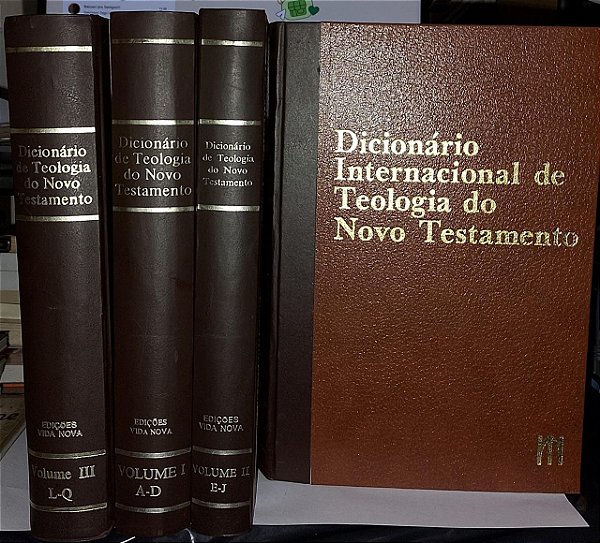 Dicionário
de Teologia
do Novo
Testamento
EDIÇÕES
VIDA NOVA
Volume III
L-Q
Dicionário
de Teologia
do Novo
Testamento
EDIÇÕES
VIDA NOVA
VOLUME I
A-D
Dicionário
de Teologia
do Novo
Testamento
EDIÇÕES
VIDA NOVA
VOLUME II
E-J
Dicionário
Internacional de
Teologia do
Novo Testamento